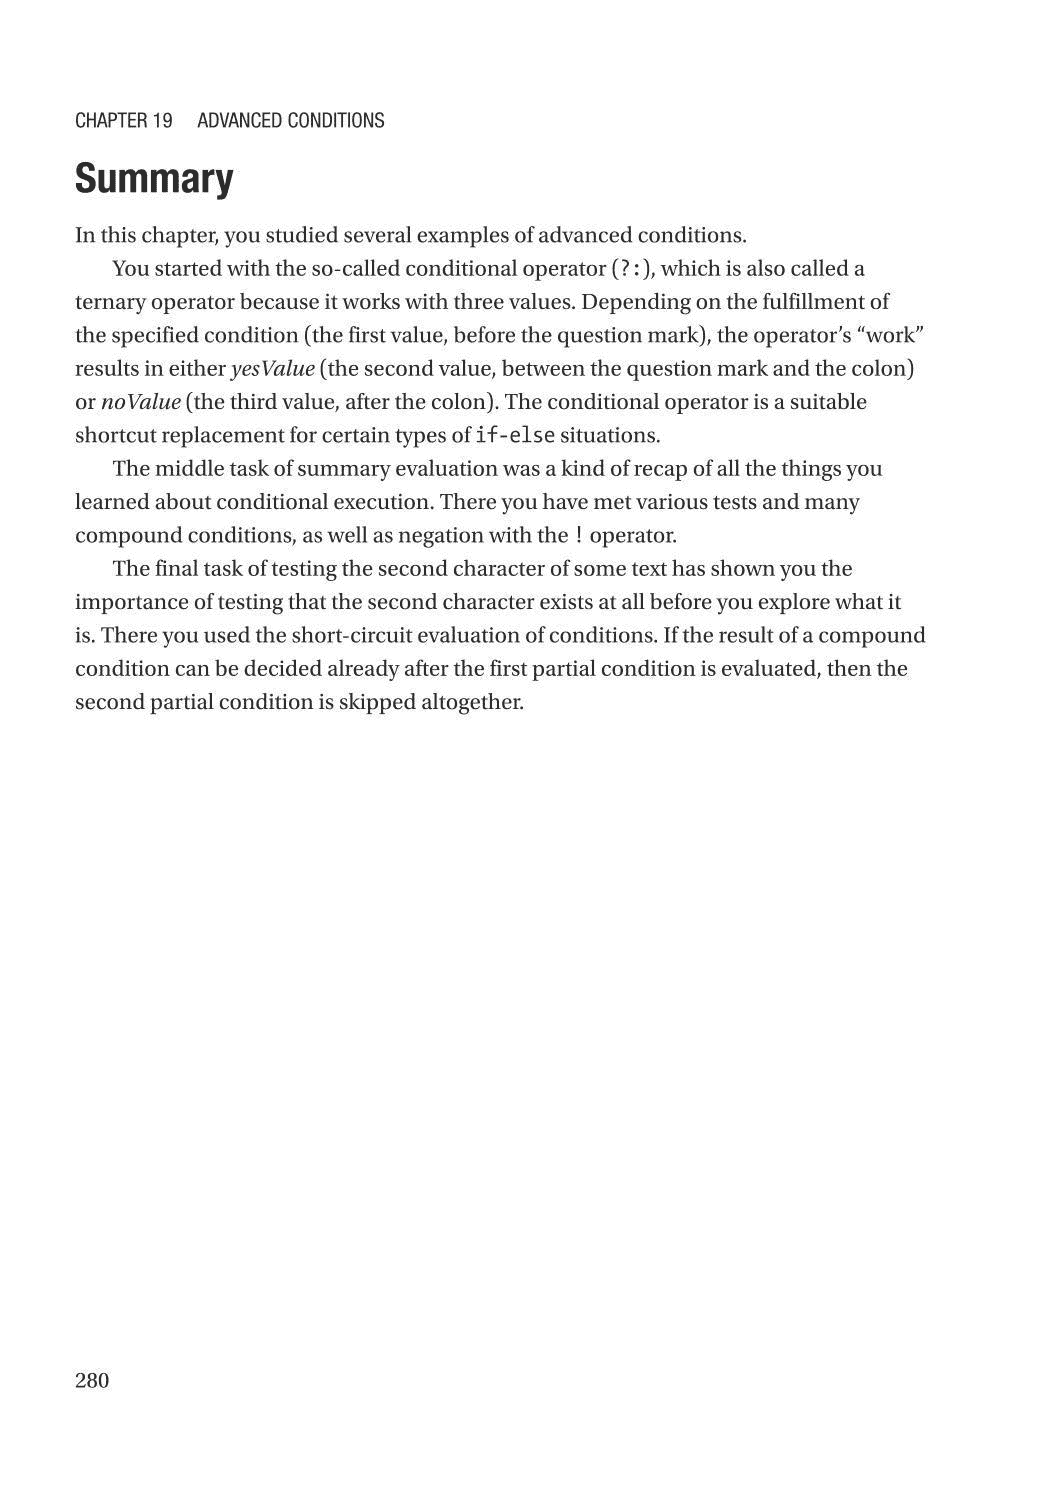 CHAPTER 19 ADVANCED CONDITIONS
Summary
In this chapter, you studied several examples of advanced conditions.
You started with the so-called conditional operator (?:), which is also called a
ternary operator because it works with three values. Depending on the fulfillment of
the specified condition (the first value, before the question mark), the operator’s “work”
results in either yesValue (the second value, between the question mark and the colon)
or noValue (the third value, after the colon). The conditional operator is a suitable
shortcut replacement for certain types of if-else situations.
The middle task of summary evaluation was a kind of recap of all the things you
learned about conditional execution. There you have met various tests and many
compound conditions, as well as negation with the ! operator.
The final task of testing the second character of some text has shown you the
importance of testing that the second character exists at all before you explore what it
is. There you used the short-circuit evaluation of conditions. If the result of a compound
condition can be decided already after the first partial condition is evaluated, then the
second partial condition is skipped altogether.
280